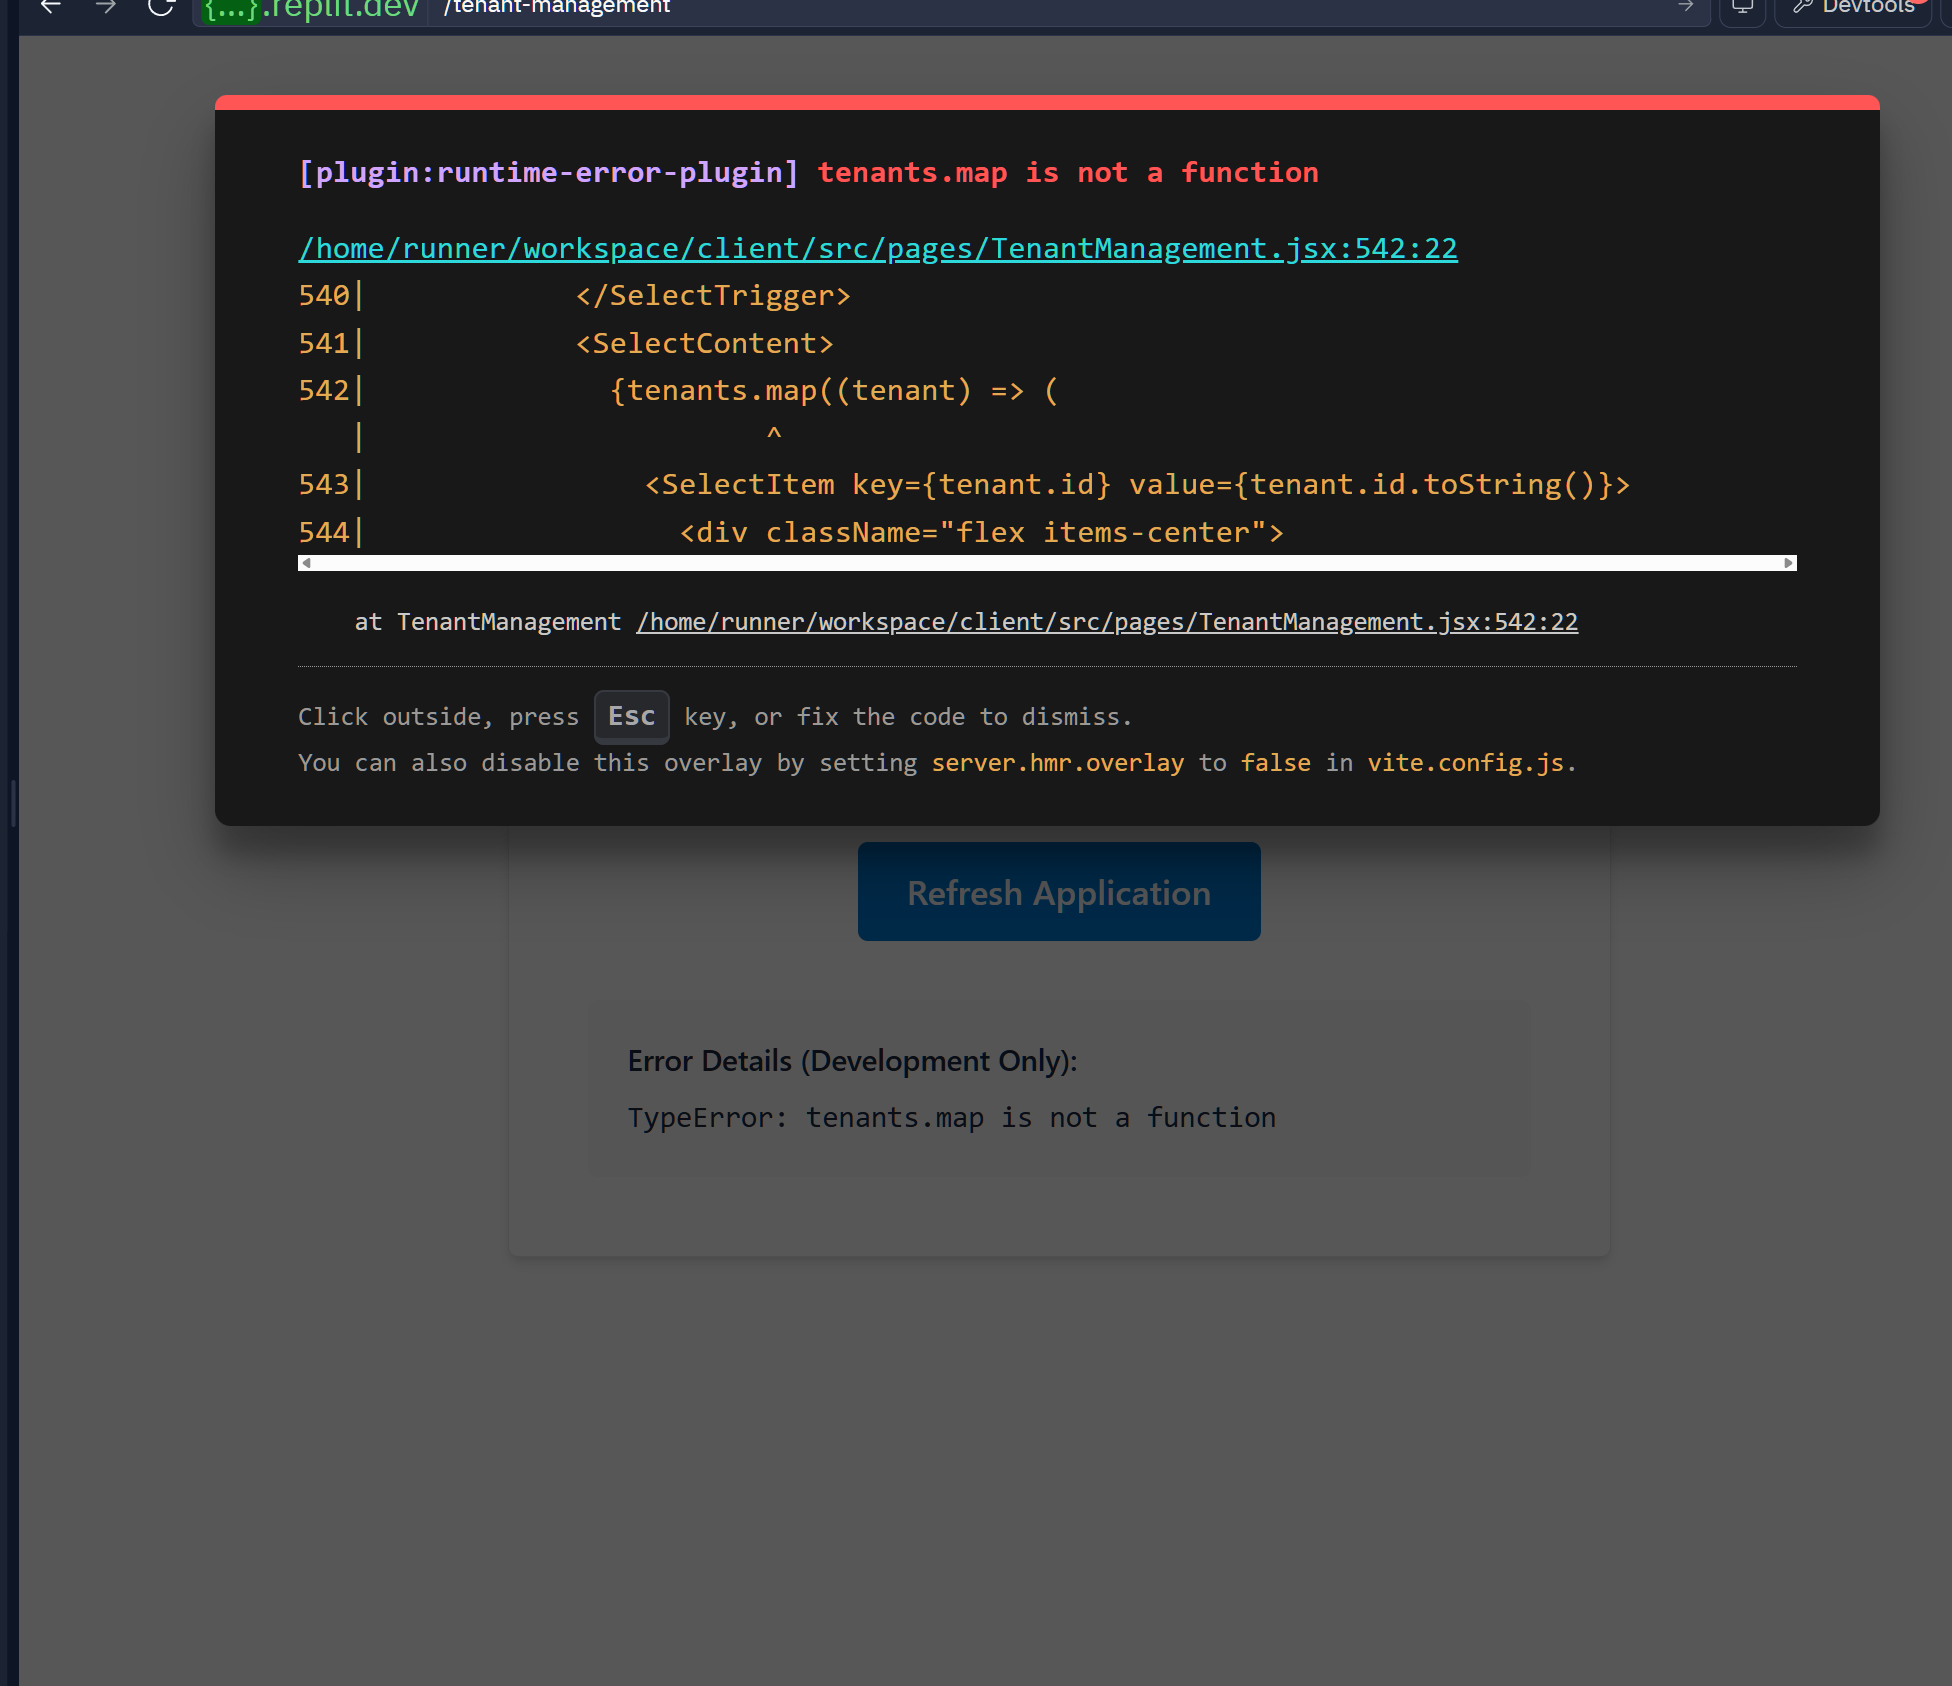 {...}.replit.dev /tenant-management → Devtools
[plugin:runtime-error-plugin] tenants.map is not a function
/home/runner/workspace/client/src/pages/TenantManagement.jsx:542:22
540|            </SelectTrigger>
541|            <SelectContent>
542|              {tenants.map((tenant) => (
   |                       ^
543|                <SelectItem key={tenant.id} value={tenant.id.toString()}>
544|                  <div className="flex items-center">
at TenantManagement /home/runner/workspace/client/src/pages/TenantManagement.jsx:542:22
Click outside, press Esc key, or fix the code to dismiss.
You can also disable this overlay by setting server.hmr.overlay to false in vite.config.js.
Refresh Application
Error Details (Development Only):
TypeError: tenants.map is not a function